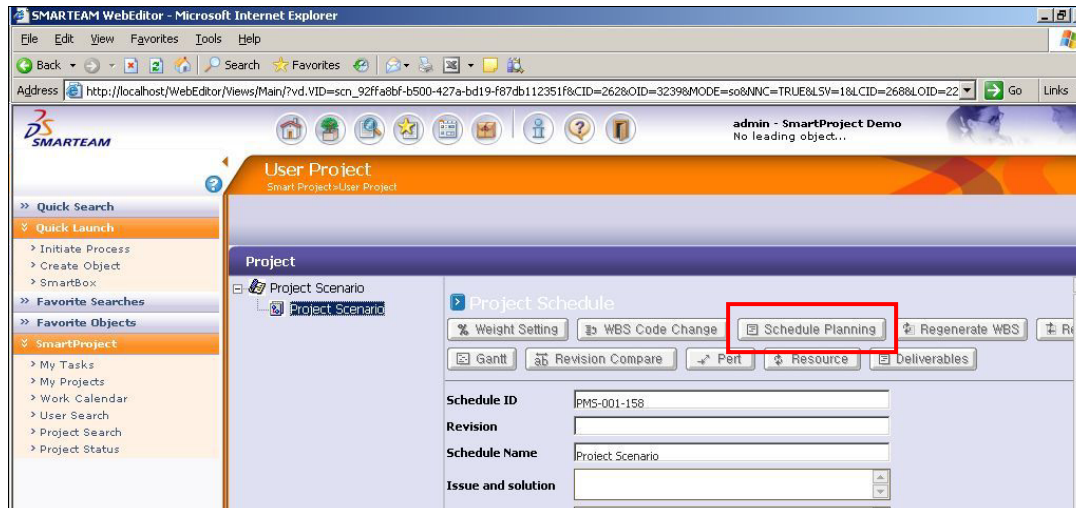 SMARTEAM WebEditor - Microsoft Internet Explorer
File Edit View Favorites Tools Help
Back Search Favorites
Address http://localhost/WebEditor/Views/Main/?vd.VID=scn_92ffa8bf-b500-427a-bd19-f87db112351f&CID=262&OID=3239&MODE=so&NNC=TRUE&LSV=1&LCID=268&LOID=22 Go Links
SMARTEAM
admin - SmartProject Demo
No leading object...
User Project
Smart Project>User Project
Quick Search
Quick Launch
Initiate Process
Create Object
SmartBox
Favorite Searches
Favorite Objects
SmartProject
My Tasks
My Projects
Work Calendar
User Search
Project Search
Project Status
Project
Project Scenario
Project Scenario
Project Schedule
Weight Setting WBS Code Change Schedule Planning Regenerate WBS
Gantt Revision Compare Pert Resource Deliverables
Schedule ID PMS-001-158
Revision
Schedule Name Project Scenario
Issue and solution